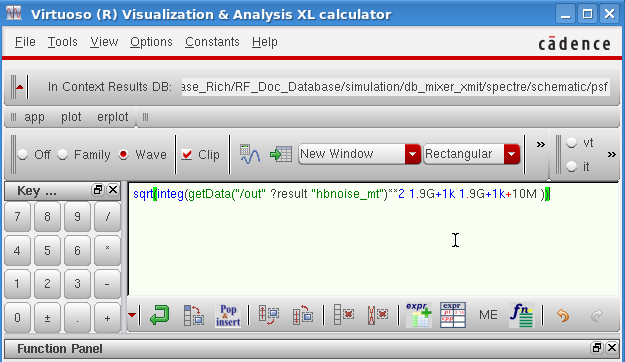 Virtuoso (R) Visualization & Analysis XL calculator
File Tools View Options Constants Help
cādence
In Context Results DB: ase_Rich/RF_Doc_Database/simulation/db_mixer_xmit/spectre/schematic/psf
app plot erplot
Off Family Wave Clip New Window Rectangular » » vt
it
Key ...
sqrt(integ(getData("/out" ?result "hbnoise_mt")**2 1.9G+1k 1.9G+1k+10M ))
7 8 9 /
4 5 6 *
1 2 3 -
0 ± . +
Pop & insert expr expr ME fn
Function Panel